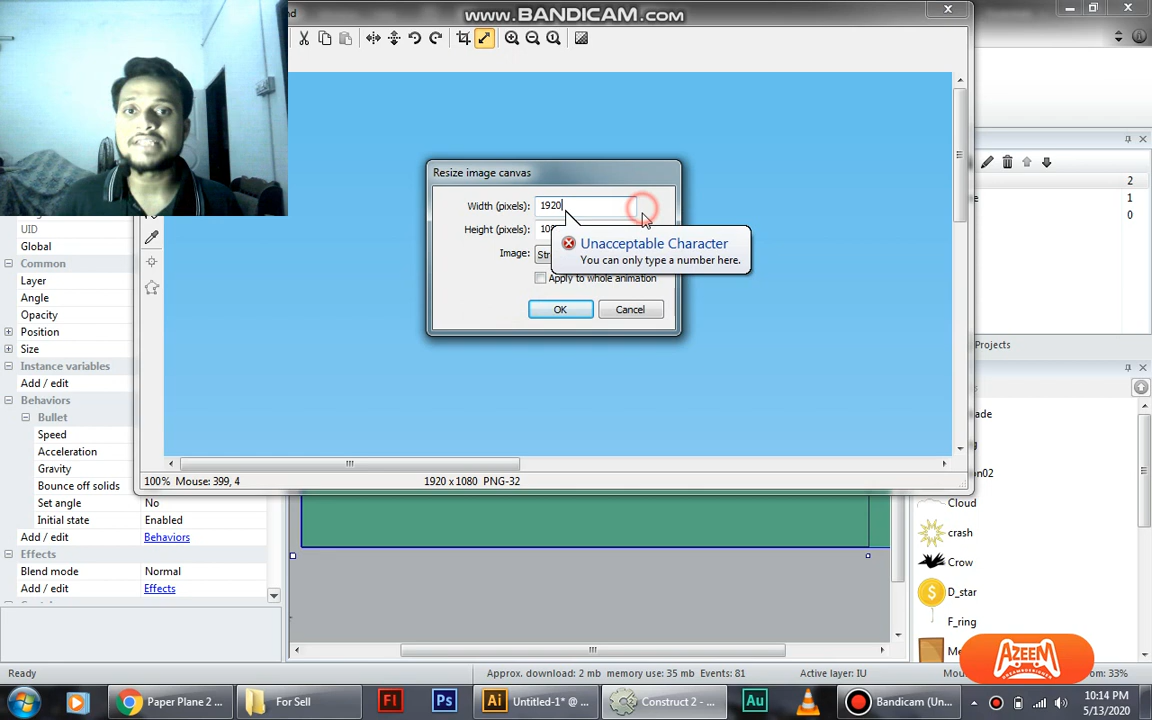 www.BANDICAM.com
Resize image canvas
Width (pixels): 1920
Height (pixels):
Image:
Unacceptable Character
You can only type a number here.
Apply to whole animation
OK Cancel
100% Mouse: 399, 4 1920 x 1080 PNG-32
UID
Global
Common
Layer
Angle
Opacity
Position
Size
Instance variables
Add / edit
Behaviors
Bullet
Speed
Acceleration
Gravity
Bounce off solids
Set angle No
Initial state Enabled
Add / edit Behaviors
Effects
Blend mode Normal
Add / edit Effects
2
1
0
Projects
Cloud
crash
Crow
D_star
F_ring
AZEEM
Ready Approx. download: 2 mb memory use: 35 mb Events: 81 Active layer: IU
Paper Plane 2 ... For Sell Fl Ps Ai Untitled-1* @ ... Construct 2 - ... Au Bandicam (Un...
10:14 PM
5/13/2020